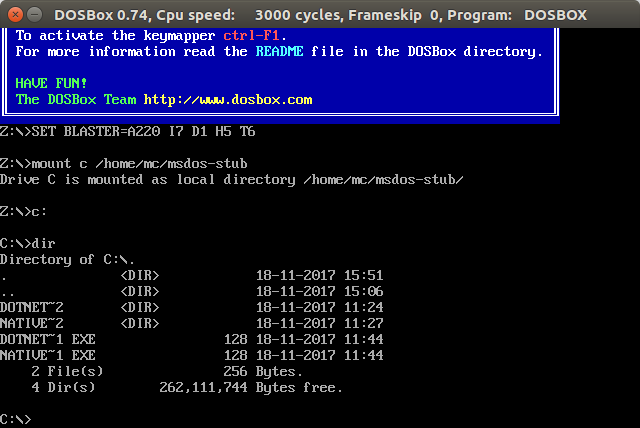 DOSBox 0.74, Cpu speed: 3000 cycles, Frameskip 0, Program: DOSBOX
To activate the keymapper ctrl-F1.
For more information read the README file in the DOSBox directory.
HAVE FUN!
The DOSBox Team http://www.dosbox.com
Z:\>SET BLASTER=A220 I7 D1 H5 T6
Z:\>mount c /home/mc/msdos-stub
Drive C is mounted as local directory /home/mc/msdos-stub/
Z:\>c:
C:\>dir
Directory of C:\.
. <DIR> 18-11-2017 15:51
.. <DIR> 18-11-2017 15:06
DOTNET~2 <DIR> 18-11-2017 11:24
NATIVE~2 <DIR> 18-11-2017 11:27
DOTNET~1 EXE 128 18-11-2017 11:44
NATIVE~1 EXE 128 18-11-2017 11:44
2 File(s) 256 Bytes.
4 Dir(s) 262,111,744 Bytes free.
C:\>